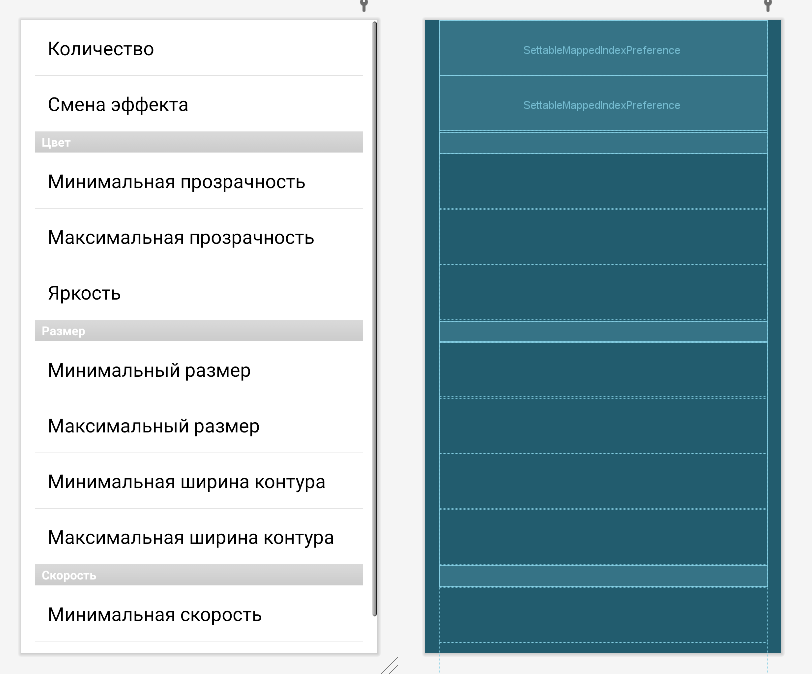 Количество
Смена эффекта
Цвет
Минимальная прозрачность
Максимальная прозрачность
Яркость
Размер
Минимальный размер
Максимальный размер
Минимальная ширина контура
Максимальная ширина контура
Скорость
Минимальная скорость
SettableMappedIndexPreference
SettableMappedIndexPreference